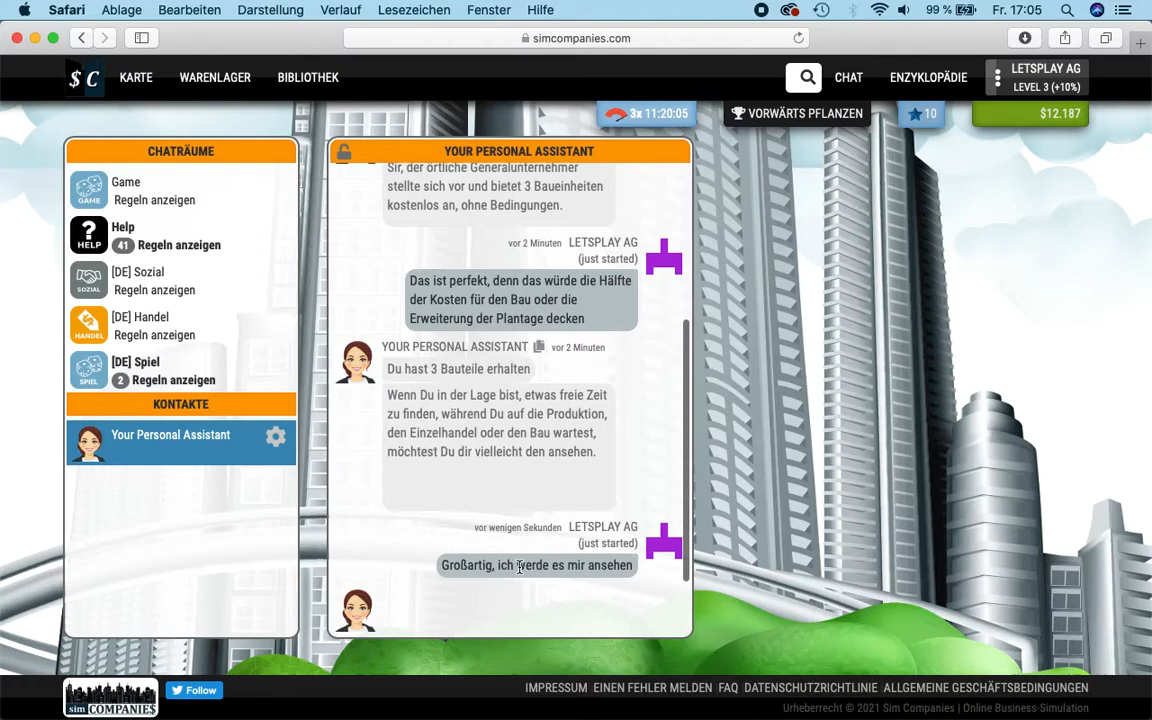 Safari Ablage Bearbeiten Darstellung Verlauf Lesezeichen Fenster Hilfe 99 % Fr. 17:05
simcompanies.com
$ C KARTE WARENLAGER BIBLIOTHEK CHAT ENZYKLOPÄDIE LETSPLAY AG
LEVEL 3 (+10%)
3x 11:20:05 VORWÄRTS PFLANZEN 10 $12.187
CHATRÄUME
GAME
Game
Regeln anzeigen
?
HELP
Help
41 Regeln anzeigen
SOZIAL
[DE] Sozial
Regeln anzeigen
HANDEL
[DE] Handel
Regeln anzeigen
SPIEL
[DE] Spiel
2 Regeln anzeigen
KONTAKTE
Your Personal Assistant
YOUR PERSONAL ASSISTANT
Sir, der örtliche Generalunternehmer
stellte sich vor und bietet 3 Baueinheiten
kostenlos an, ohne Bedingungen.
vor 2 Minuten LETSPLAY AG
(just started)
Das ist perfekt, denn das würde die Hälfte
der Kosten für den Bau oder die
Erweiterung der Plantage decken
YOUR PERSONAL ASSISTANT vor 2 Minuten
Du hast 3 Bauteile erhalten
Wenn Du in der Lage bist, etwas freie Zeit
zu finden, während Du auf die Produktion,
den Einzelhandel oder den Bau wartest,
möchtest Du dir vielleicht den ansehen.
vor wenigen Sekunden LETSPLAY AG
(just started)
Großartig, ich werde es mir ansehen
sim COMPANIES
Follow
IMPRESSUM EINEN FEHLER MELDEN FAQ DATENSCHUTZRICHTLINIE ALLGEMEINE GESCHÄFTSBEDINGUNGEN
Urheberrecht © 2021 Sim Companies | Online Business-Simulation